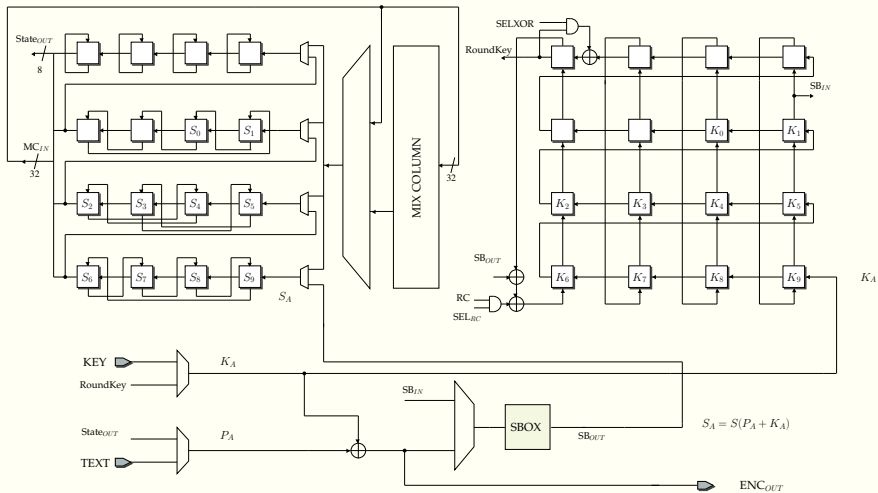 SELXOR
State_OUT
RoundKey
8
SB_IN
MC_IN
32
S_0
S_1
K_0
K_1
MIX COLUMN
32
S_2
S_3
S_4
S_5
K_2
K_3
K_4
K_5
SB_OUT
S_6
S_7
S_8
S_9
S_A
K_6
K_7
K_8
K_9
K_A
RC
SEL_RC
KEY
K_A
RoundKey
SB_IN
State_OUT
P_A
SBOX
SB_OUT
S_A = S(P_A + K_A)
TEXT
ENC_OUT